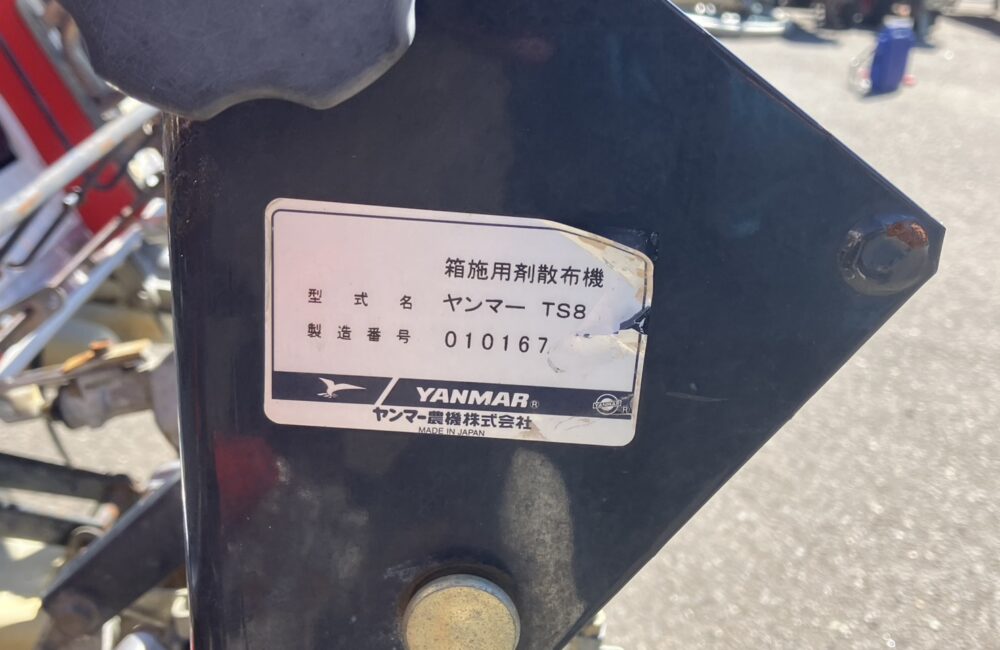 箱施用剤散布機
型式名 ヤンマー TS8
製造番号 010167
YANMAR®
ヤンマー農機株式会社
MADE IN JAPAN